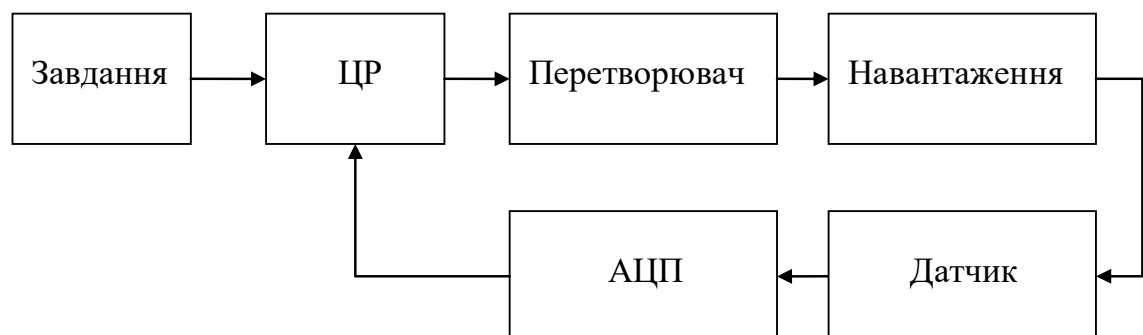 Завдання
ЦР
Перетворювач
Навантаження
АЦП
Датчик